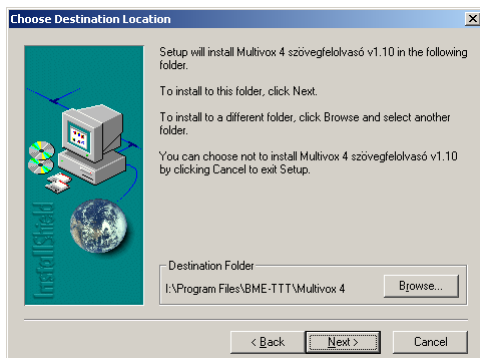 Choose Destination Location
Setup will install Multivox 4 szövegfelolvasó v1.10 in the following
folder.
To install to this folder, click Next.
To install to a different folder, click Browse and select another
folder.
You can choose not to install Multivox 4 szövegfelolvasó v1.10
by clicking Cancel to exit Setup.
InstallShield
Destination Folder
I:\Program Files\BME-TTT\Multivox 4
Browse...
< Back
Next >
Cancel